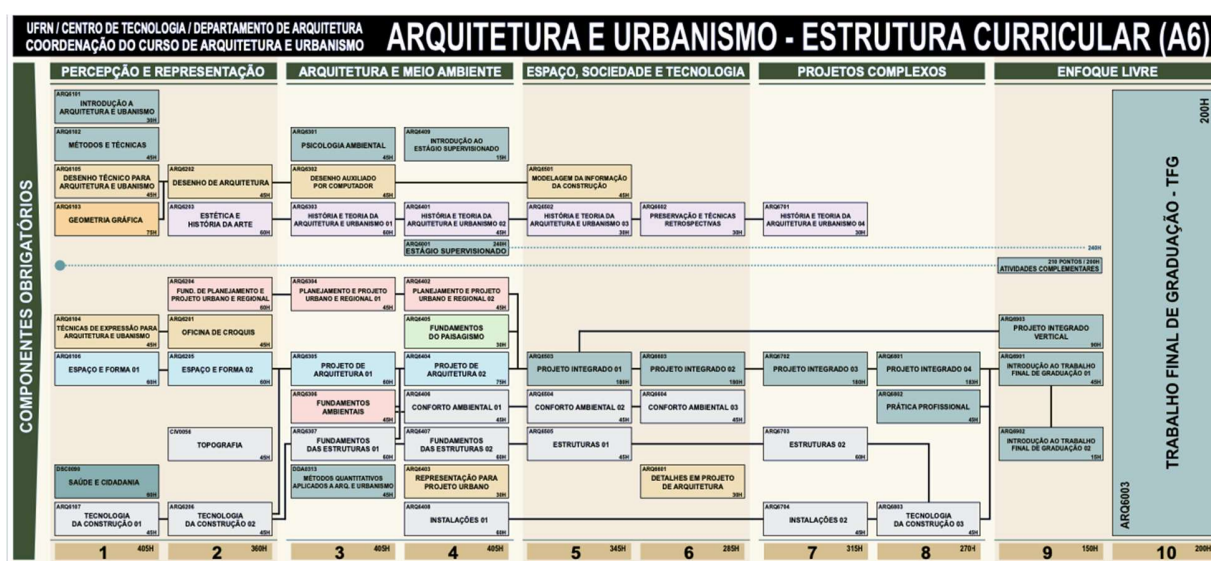 UFRN / CENTRO DE TECNOLOGIA / DEPARTAMENTO DE ARQUITETURA
COORDENAÇÃO DO CURSO DE ARQUITETURA E URBANISMO
ARQUITETURA E URBANISMO - ESTRUTURA CURRICULAR (A6)
COMPONENTES OBRIGATÓRIOS
PERCEPÇÃO E REPRESENTAÇÃO
ARQUITETURA E MEIO AMBIENTE
ESPAÇO, SOCIEDADE E TECNOLOGIA
PROJETOS COMPLEXOS
ENFOQUE LIVRE
ARQ6101
INTRODUÇÃO A
ARQUITETURA E UBANISMO
30H
ARQ6102
MÉTODOS E TÉCNICAS
45H
ARQ6301
PSICOLOGIA AMBIENTAL
45H
ARQ6400
INTRODUÇÃO AO
ESTÁGIO SUPERVISIONADO
15H
ARQ6105
DESENHO TÉCNICO PARA
ARQUITETURA E UBANISMO
45H
ARQ6202
DESENHO DE ARQUITETURA
45H
ARQ6302
DESENHO AUXILIADO
POR COMPUTADOR
45H
ARQ6501
MODELAGEM DA INFORMAÇÃO
DA CONSTRUÇÃO
45H
ARQ6103
GEOMETRIA GRÁFICA
75H
ARQ6203
ESTÉTICA E
HISTÓRIA DA ARTE
60H
ARQ6303
HISTÓRIA E TEORIA DA
ARQUITETURA E URBANISMO 01
60H
ARQ6401
HISTÓRIA E TEORIA DA
ARQUITETURA E URBANISMO 02
45H
ARQ6502
HISTÓRIA E TEORIA DA
ARQUITETURA E URBANISMO 03
30H
ARQ6602
PRESERVAÇÃO E TÉCNICAS
RETROSPECTIVAS
30H
ARQ6701
HISTÓRIA E TEORIA DA
ARQUITETURA E URBANISMO 04
30H
ARQ6001
240H
ESTÁGIO SUPERVISIONADO
240H
210 PONTOS / 200H
ATIVIDADES COMPLEMENTARES
ARQ6204
FUND. DE PLANEJAMENTO E
PROJETO URBANO E REGIONAL
60H
ARQ6304
PLANEJAMENTO E PROJETO
URBANO E REGIONAL 01
45H
ARQ6402
PLANEJAMENTO E PROJETO
URBANO E REGIONAL 02
45H
ARQ6104
TÉCNICAS DE EXPRESSÃO PARA
ARQUITETURA E UBANISMO
45H
ARQ6201
OFICINA DE CROQUIS
45H
ARQ6405
FUNDAMENTOS
DO PAISAGISMO
30H
ARQ6903
PROJETO INTEGRADO
VERTICAL
90H
ARQ6106
ESPAÇO E FORMA 01
60H
ARQ6205
ESPAÇO E FORMA 02
60H
ARQ6305
PROJETO DE
ARQUITETURA 01
60H
ARQ6404
PROJETO DE
ARQUITETURA 02
75H
ARQ6503
PROJETO INTEGRADO 01
180H
ARQ6603
PROJETO INTEGRADO 02
180H
ARQ6702
PROJETO INTEGRADO 03
180H
ARQ6801
PROJETO INTEGRADO 04
ARQ6901
INTRODUÇÃO AO TRABALHO
FINAL DE GRADUAÇÃO 01
45H
ARQ6306
FUNDAMENTOS
AMBIENTAIS
45H
ARQ6406
CONFORTO AMBIENTAL 01
45H
ARQ6504
CONFORTO AMBIENTAL 02
45H
ARQ6604
CONFORTO AMBIENTAL 03
45H
ARQ6802
PRÁTICA PROFISSIONAL
45H
CIV0056
TOPOGRAFIA
45H
ARQ6307
FUNDAMENTOS
DAS ESTRUTURAS 01
60H
ARQ6407
FUNDAMENTOS
DAS ESTRUTURAS 02
60H
ARQ6505
ESTRUTURAS 01
45H
ARQ6703
ESTRUTURAS 02
60H
ARQ6902
INTRODUÇÃO AO TRABALHO
FINAL DE GRADUAÇÃO 02
15H
SAÚDE E CIDADANIA
60H
MÉTODOS QUANTITATIVOS
APLICADOS A ARQ. E URBANISMO
45H
ARQ6403
REPRESENTAÇÃO PARA
PROJETO URBANO
30H
ARQ6601
DETALHES EM PROJETO
DE ARQUITETURA
30H
ARQ6107
TECNOLOGIA
DA CONSTRUÇÃO 01
45H
ARQ6206
TECNOLOGIA
DA CONSTRUÇÃO 02
45H
ARQ6408
INSTALAÇÕES 01
60H
ARQ6704
INSTALAÇÕES 02
45H
TECNOLOGIA
DA CONSTRUÇÃO 03
45H
200H
TRABALHO FINAL DE GRADUAÇÃO - TFG
ARQ6003
1 405H
2 360H
3 405H
4 405H
5 345H
6 285H
7 315H
8 270H
9 150H
10 200H